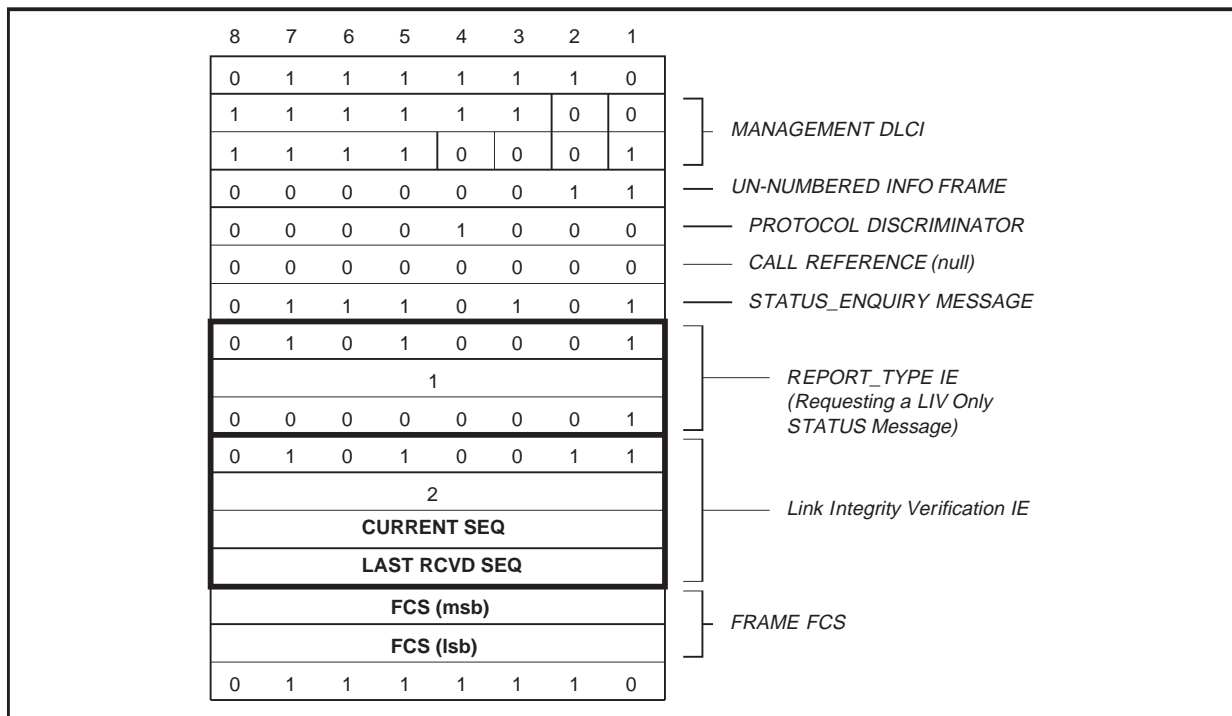 8 7 6 5 4 3 2 1
0 1 1 1 1 1 1 0
1 1 1 1 1 1 0 0
MANAGEMENT DLCI
1 1 1 1 0 0 0 1
0 0 0 0 0 0 1 1 UN-NUMBERED INFO FRAME
0 0 0 0 1 0 0 0 PROTOCOL DISCRIMINATOR
0 0 0 0 0 0 0 0 CALL REFERENCE (null)
0 1 1 1 0 1 0 1 STATUS_ENQUIRY MESSAGE
0 1 0 1 0 0 0 1
1 REPORT_TYPE IE
(Requesting a LIV Only
0 0 0 0 0 0 0 1 STATUS Message)
0 1 0 1 0 0 1 1
2 Link Integrity Verification IE
CURRENT SEQ
LAST RCVD SEQ
FCS (msb)
FRAME FCS
FCS (lsb)
0 1 1 1 1 1 1 0